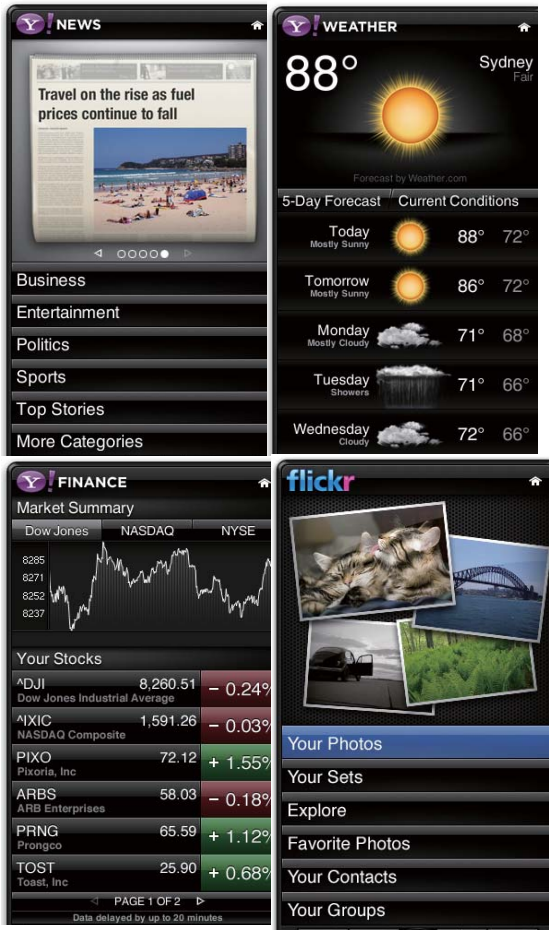 Y! NEWS
Travel on the rise as fuel
prices continue to fall
Business
Entertainment
Politics
Sports
Top Stories
More Categories
Y! WEATHER
88°
Sydney
Fair
Forecast by Weather.com
5-Day Forecast
Current Conditions
Today
Mostly Sunny
88° 72°
Tomorrow
Mostly Sunny
86° 72°
Monday
Mostly Cloudy
71° 68°
Tuesday
Showers
71° 66°
Wednesday
Cloudy
72° 66°
Y! FINANCE
Market Summary
Dow Jones NASDAQ NYSE
8285
8271
8252
8237
Your Stocks
^DJI 8,260.51 - 0.24%
Dow Jones Industrial Average
^IXIC 1,591.26 - 0.03%
NASDAQ Composite
PIXO 72.12 + 1.55%
Pixoria, Inc
ARBS 58.03 - 0.18%
ARB Enterprises
PRNG 65.59 + 1.12%
Prongco
TOST 25.90 + 0.68%
Toast, Inc
PAGE 1 OF 2
Data delayed by up to 20 minutes
flickr
Your Photos
Your Sets
Explore
Favorite Photos
Your Contacts
Your Groups